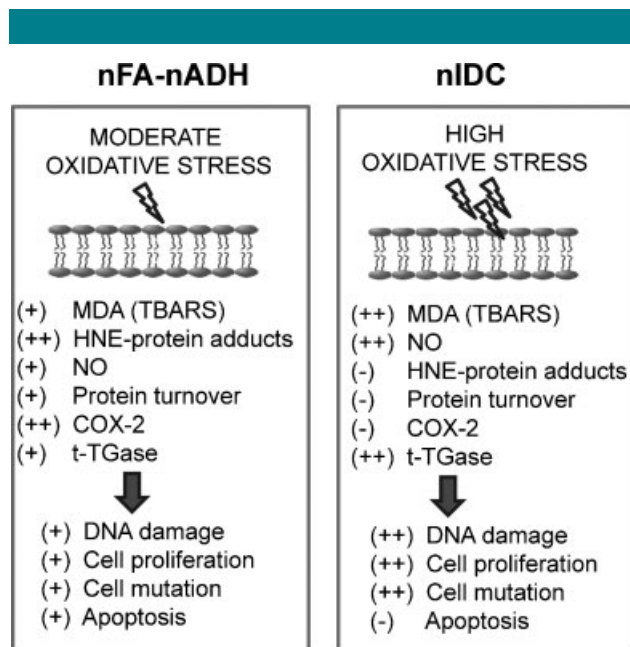 nFA-nADH
MODERATE
OXIDATIVE STRESS
(+) MDA (TBARS)
(++) HNE-protein adducts
(+) NO
(+) Protein turnover
(++) COX-2
(+) t-TGase
(+) DNA damage
(+) Cell proliferation
(+) Cell mutation
(+) Apoptosis
nIDC
HIGH
OXIDATIVE STRESS
(++) MDA (TBARS)
(++) NO
(-) HNE-protein adducts
(-) Protein turnover
(-) COX-2
(++) t-TGase
(++) DNA damage
(++) Cell proliferation
(++) Cell mutation
(-) Apoptosis